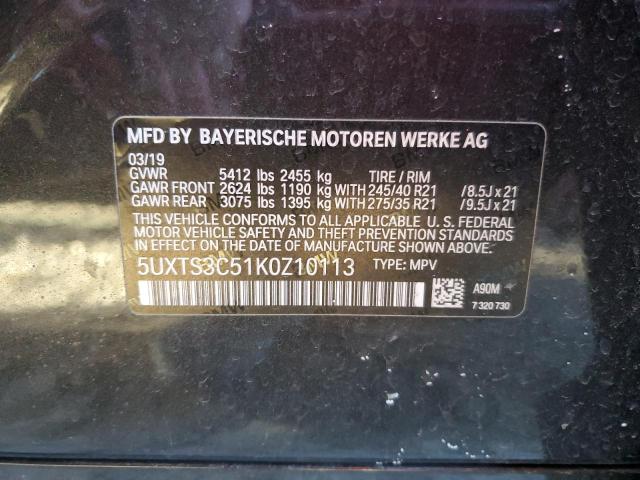 MFD BY BAYERISCHE MOTOREN WERKE AG
03/19
GVWR 5412 lbs 2455 kg TIRE / RIM
GAWR FRONT 2624 lbs 1190 kg WITH 245/40 R21 /8.5J x 21
GAWR REAR 3075 lbs 1395 kg WITH 275/35 R21 /9.5J x 21
THIS VEHICLE CONFORMS TO ALL APPLICABLE U. S. FEDERAL
MOTOR VEHICLE SAFETY AND THEFT PREVENTION STANDARDS
IN EFFECT ON THE DATE OF MANUFACTURE SHOWN ABOVE.
5UXTS3C51K0Z10113 TYPE: MPV
A90M
7 320 730